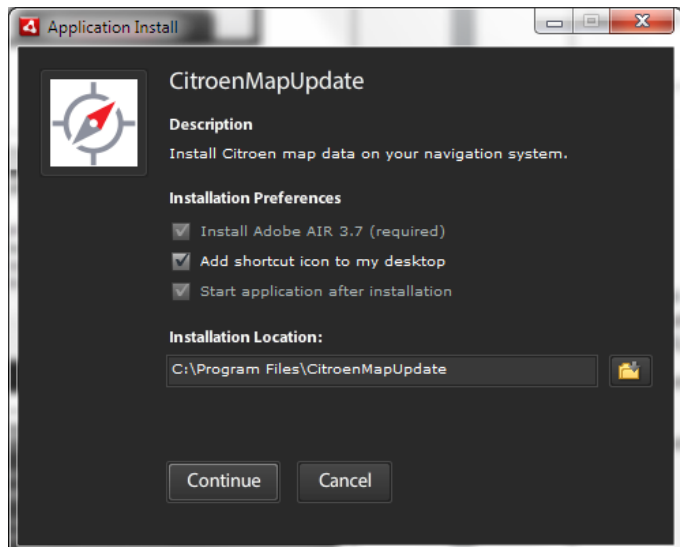 Application Install
CitroenMapUpdate
Description
Install Citroen map data on your navigation system.
Installation Preferences
Install Adobe AIR 3.7 (required)
Add shortcut icon to my desktop
Start application after installation
Installation Location:
C:\Program Files\CitroenMapUpdate
Continue
Cancel